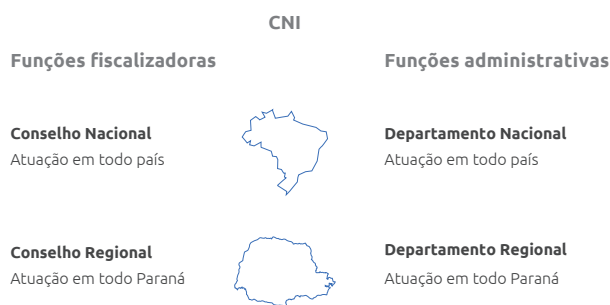 CNI
Funções fiscalizadoras
Funções administrativas
Conselho Nacional
Atuação em todo país
Departamento Nacional
Atuação em todo país
Conselho Regional
Atuação em todo Paraná
Departamento Regional
Atuação em todo Paraná